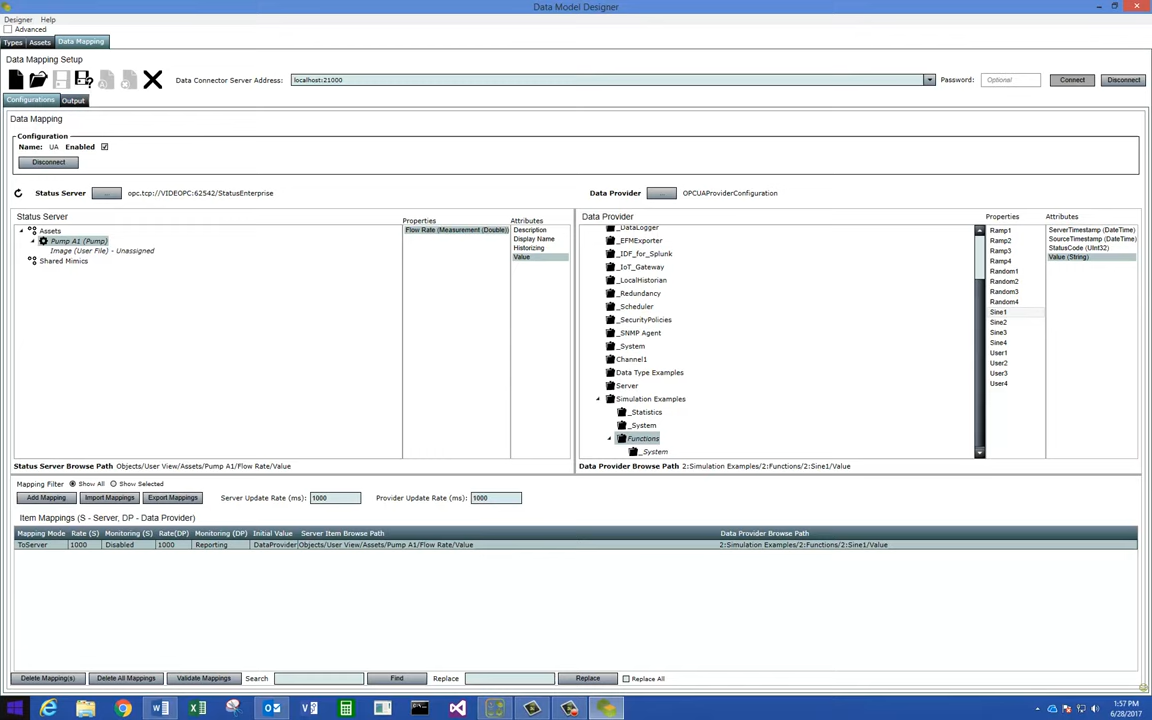 Data Model Designer
Designer Help
Advanced
Types Assets Data Mapping
Data Mapping Setup
Data Connector Server Address: localhost:21000 Password: Optional Connect Disconnect
Configurations Output
Data Mapping
Configuration
Name: UA Enabled
Disconnect
Status Server ... opc.tcp://VIDEOPC:62542/StatusEnterprise Data Provider ... OPCUAProviderConfiguration
Status Server
Assets
Pump A1 (Pump)
Image (User File) - Unassigned
Shared Mimics
Properties
Flow Rate (Measurement (Double))
Attributes
Description
Display Name
Historizing
Value
Data Provider
_DataLogger
_EFMExporter
_IDF_for_Splunk
_IoT_Gateway
_LocalHistorian
_Redundancy
_Scheduler
_SecurityPolicies
_SNMP Agent
_System
Channel1
Data Type Examples
Server
Simulation Examples
_Statistics
_System
Functions
_System
Properties
Ramp1
Ramp2
Ramp3
Ramp4
Random1
Random2
Random3
Random4
Sine1
Sine2
Sine3
Sine4
User1
User2
User3
User4
Attributes
ServerTimestamp (DateTime)
SourceTimestamp (DateTime)
StatusCode (UInt32)
Value (String)
Status Server Browse Path Objects/User View/Assets/Pump A1/Flow Rate/Value
Data Provider Browse Path 2:Simulation Examples/2:Functions/2:Sine1/Value
Mapping Filter Show All Show Selected
Add Mapping Import Mappings Export Mappings Server Update Rate (ms): 1000 Provider Update Rate (ms): 1000
Item Mappings (S - Server, DP - Data Provider)
Mapping Mode Rate (S) Monitoring (S) Rate(DP) Monitoring (DP) Initial Value Server Item Browse Path Data Provider Browse Path
ToServer 1000 Disabled 1000 Reporting DataProvider Objects/User View/Assets/Pump A1/Flow Rate/Value 2:Simulation Examples/2:Functions/2:Sine1/Value
Delete Mapping(s) Delete All Mappings Validate Mappings Search Find Replace Replace Replace All
1:57 PM
6/28/2017